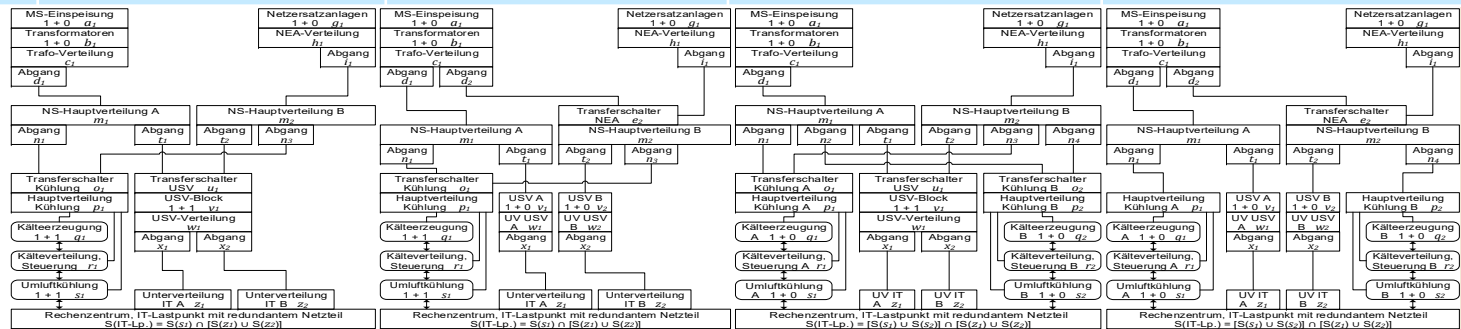 MS-Einspeisung
1 + 0 a₁
Transformatoren
1 + 0 b₁
Trafo-Verteilung
c₁
Abgang
d₁
Netzersatzanlagen
1 + 0 g₁
NEA-Verteilung
h₁
Abgang
i₁
NS-Hauptverteilung A
m₁
NS-Hauptverteilung B
m₂
Abgang
n₁
Abgang
t₁
Abgang
t₂
Abgang
n₃
Transferschalter
Kühlung o₁
Hauptverteilung
Kühlung p₁
Transferschalter
USV u₁
USV-Block
1 + 1 v₁
USV-Verteilung
w₁
Abgang
x₁
Abgang
x₂
Kälteerzeugung
1 + 1 q₁
Kälteverteilung,
Steuerung r₁
Umluftkühlung
1 + 1 s₁
Unterverteilung
IT A z₁
Unterverteilung
IT B z₂
Rechenzentrum, IT-Lastpunkt mit redundantem Netzteil
S(IT-Lp.) = S(s₁) ∩ [S(z₁) ∪ S(z₂)]
MS-Einspeisung
1 + 0 a₁
Transformatoren
1 + 0 b₁
Trafo-Verteilung
c₁
Abgang
d₁
Abgang
d₂
Netzersatzanlagen
1 + 0 g₁
NEA-Verteilung
h₁
Abgang
i₁
Transferschalter
NEA e₂
NS-Hauptverteilung A
m₁
NS-Hauptverteilung B
m₂
Abgang
n₁
Abgang
t₁
Abgang
t₂
Abgang
n₃
Transferschalter
Kühlung o₁
Hauptverteilung
Kühlung p₁
USV A
1 + 0 v₁
UV USV
A w₁
Abgang
x₁
USV B
1 + 0 v₂
UV USV
B w₂
Abgang
x₂
Kälteerzeugung
1 + 1 q₁
Kälteverteilung,
Steuerung r₁
Umluftkühlung
1 + 1 s₁
Unterverteilung
IT A z₁
Unterverteilung
IT B z₂
Rechenzentrum, IT-Lastpunkt mit redundantem Netzteil
S(IT-Lp.) = S(s₁) ∩ [S(z₁) ∪ S(z₂)]
MS-Einspeisung
1 + 0 a₁
Transformatoren
1 + 0 b₁
Trafo-Verteilung
c₁
Abgang
d₁
Netzersatzanlagen
1 + 0 g₁
NEA-Verteilung
h₁
Abgang
i₁
NS-Hauptverteilung A
m₁
NS-Hauptverteilung B
m₂
Abgang
n₁
Abgang
n₂
Abgang
t₁
Abgang
t₂
Abgang
n₃
Abgang
n₄
Transferschalter
Kühlung A o₁
Hauptverteilung
Kühlung A p₁
Transferschalter
USV u₁
USV-Block
1 + 1 v₁
USV-Verteilung
w₁
Abgang
x₁
Abgang
x₂
Transferschalter
Kühlung B o₂
Hauptverteilung
Kühlung B p₂
Kälteerzeugung
A 1 + 0 q₁
Kälteverteilung,
Steuerung A r₁
Umluftkühlung
A 1 + 0 s₁
UV IT
A z₁
UV IT
B z₂
Kälteerzeugung
B 1 + 0 q₂
Kälteverteilung,
Steuerung B r₂
Umluftkühlung
B 1 + 0 s₂
Rechenzentrum, IT-Lastpunkt mit redundantem Netzteil
S(IT-Lp.) = [S(s₁) ∪ S(s₂)] ∩ [S(z₁) ∪ S(z₂)]
MS-Einspeisung
1 + 0 a₁
Transformatoren
1 + 0 b₁
Trafo-Verteilung
c₁
Abgang
d₁
Abgang
d₂
Netzersatzanlagen
1 + 0 g₁
NEA-Verteilung
h₁
Abgang
i₁
Transferschalter
NEA e₂
NS-Hauptverteilung A
m₁
NS-Hauptverteilung B
m₂
Abgang
n₁
Abgang
t₁
Abgang
t₂
Abgang
n₄
Hauptverteilung
Kühlung A p₁
USV A
1 + 0 v₁
UV USV
A w₁
Abgang
x₁
USV B
1 + 0 v₂
UV USV
B w₂
Abgang
x₂
Hauptverteilung
Kühlung B p₂
Kälteerzeugung
A 1 + 0 q₁
Kälteverteilung,
Steuerung A r₁
Umluftkühlung
A 1 + 0 s₁
UV IT
A z₁
UV IT
B z₂
Kälteerzeugung
B 1 + 0 q₂
Kälteverteilung,
Steuerung B r₂
Umluftkühlung
B 1 + 0 s₂
Rechenzentrum, IT-Lastpunkt mit redundantem Netzteil
S(IT-Lp.) = [S(s₁) ∪ S(s₂)] ∩ [S(z₁) ∪ S(z₂)]